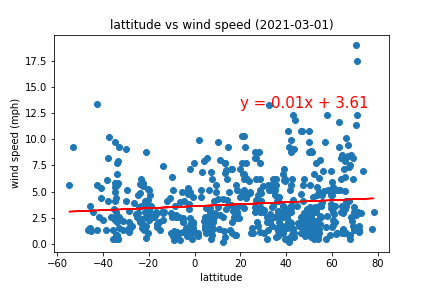 lattitude vs wind speed (2021-03-01)
17.5
15.0
12.5
10.0
7.5
5.0
2.5
0.0
wind speed (mph)
y = 0.01x + 3.61
−60 −40 −20 0 20 40 60 80
lattitude